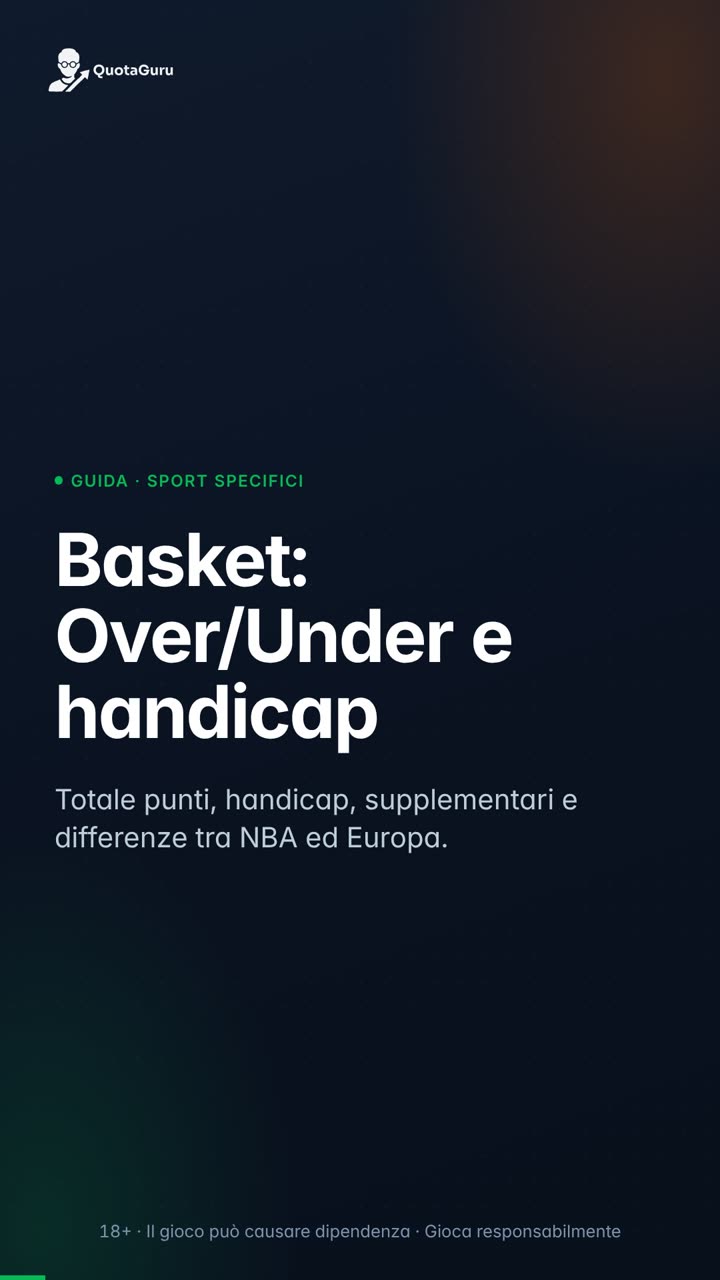 QuotaGuru
• GUIDA · SPORT SPECIFICI
Basket:
Over/Under e
handicap
Totale punti, handicap, supplementari e
differenze tra NBA ed Europa.
18+ · Il gioco può causare dipendenza · Gioca responsabilmente